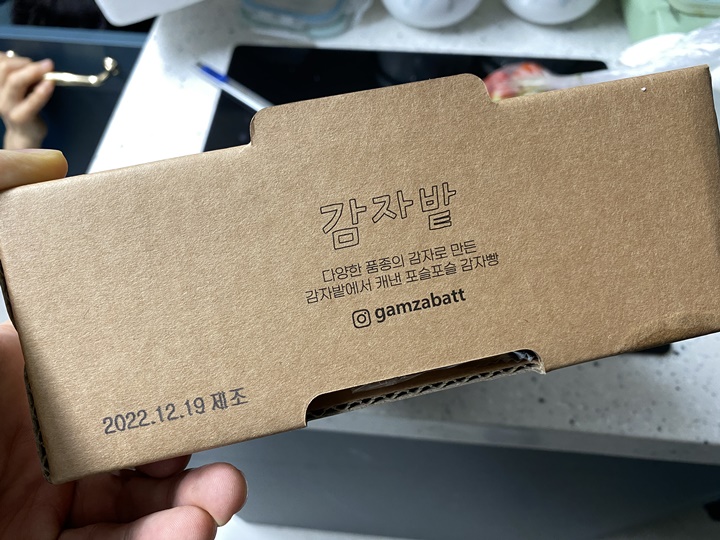 감자밭
다양한 품종의 감자로 만든
감자밭에서 캐낸 포슬포슬 감자빵
gamzabatt
2022.12.19 제조